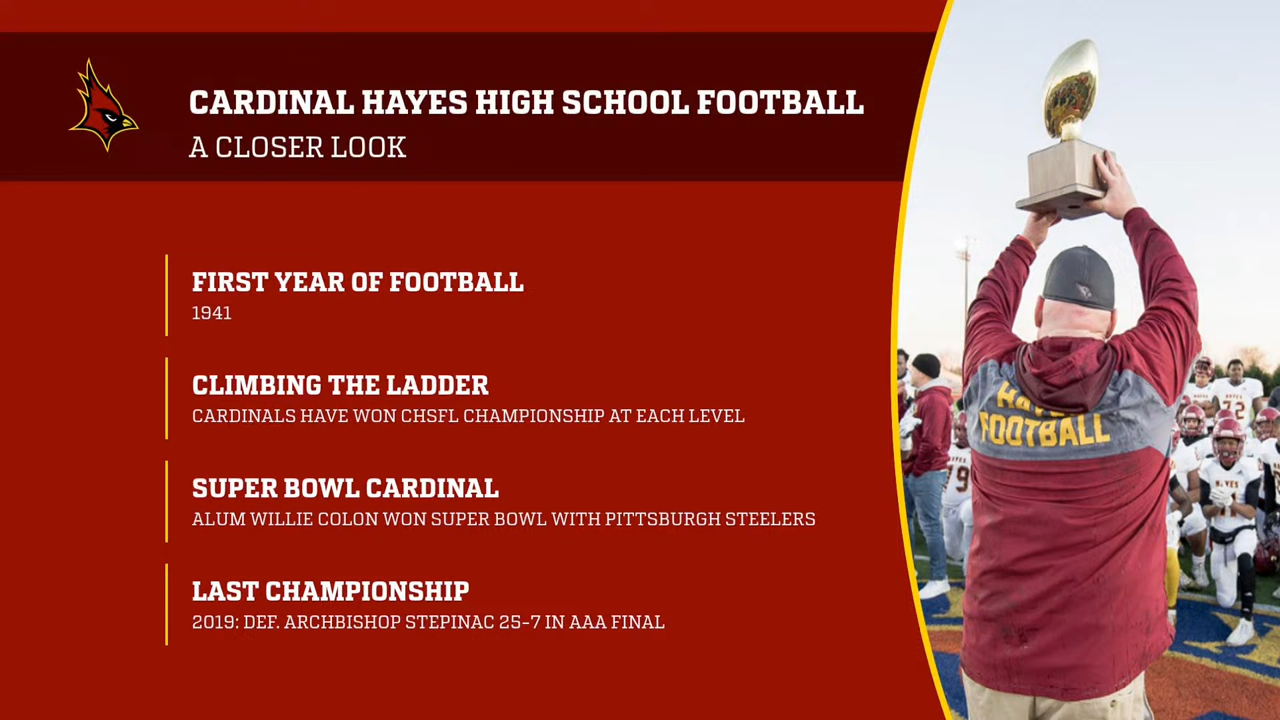 CARDINAL HAYES HIGH SCHOOL FOOTBALL
A CLOSER LOOK
FIRST YEAR OF FOOTBALL
1941
CLIMBING THE LADDER
CARDINALS HAVE WON CHSFL CHAMPIONSHIP AT EACH LEVEL
SUPER BOWL CARDINAL
ALUM WILLIE COLON WON SUPER BOWL WITH PITTSBURGH STEELERS
LAST CHAMPIONSHIP
2019: DEF. ARCHBISHOP STEPINAC 25-7 IN AAA FINAL
FOOTBALL
72
HAYES